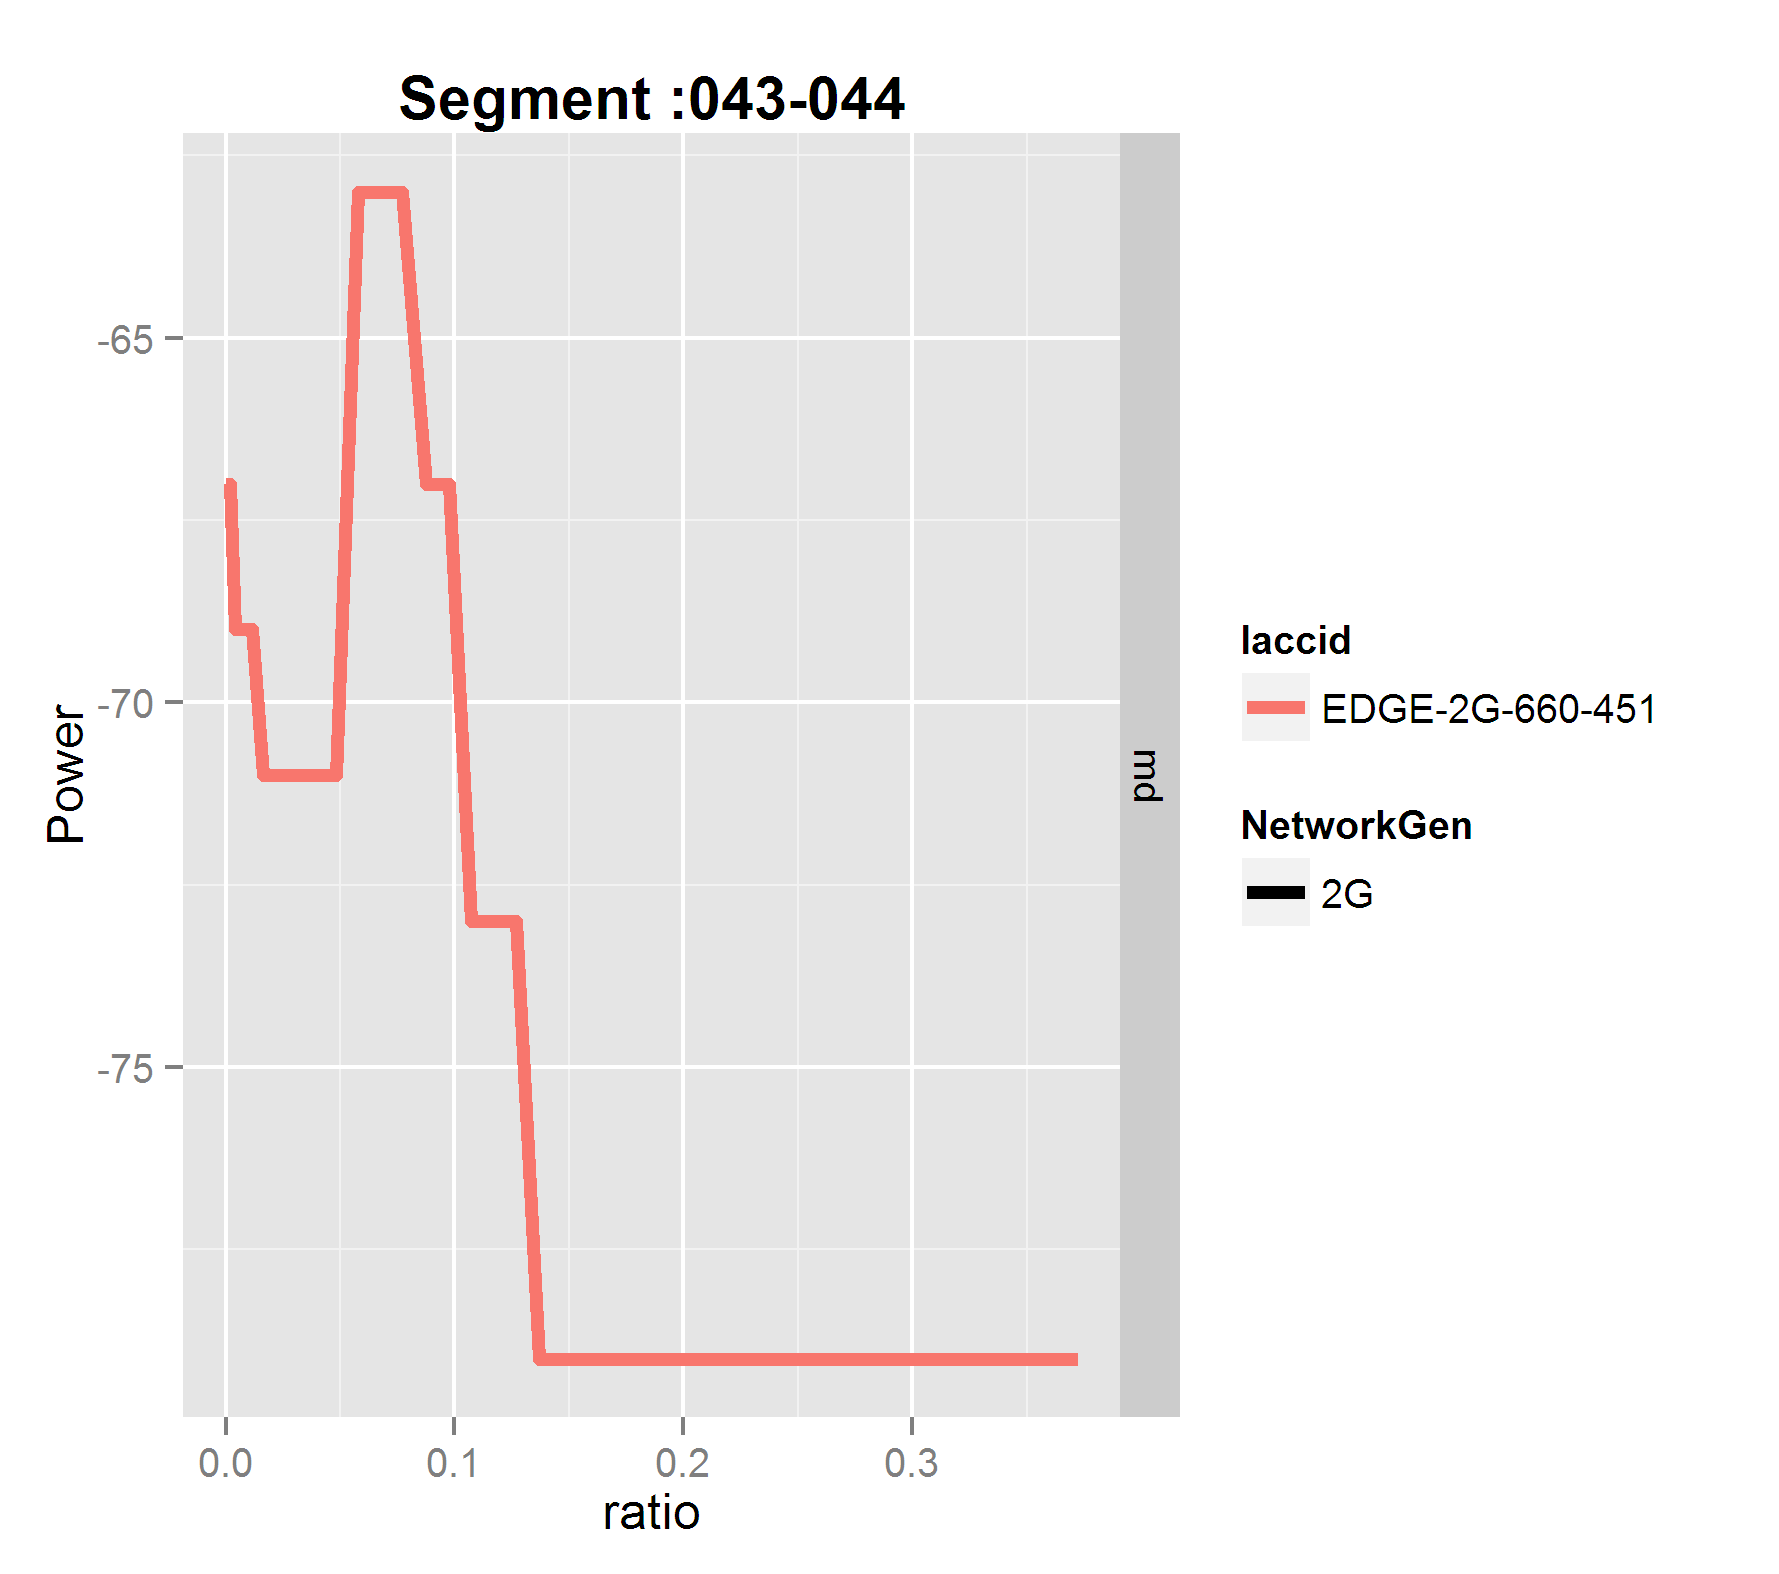 Segment :043-044
-65
-70
-75
Power
0.0
0.1
0.2
0.3
ratio
md
laccid
EDGE-2G-660-451
NetworkGen
2G